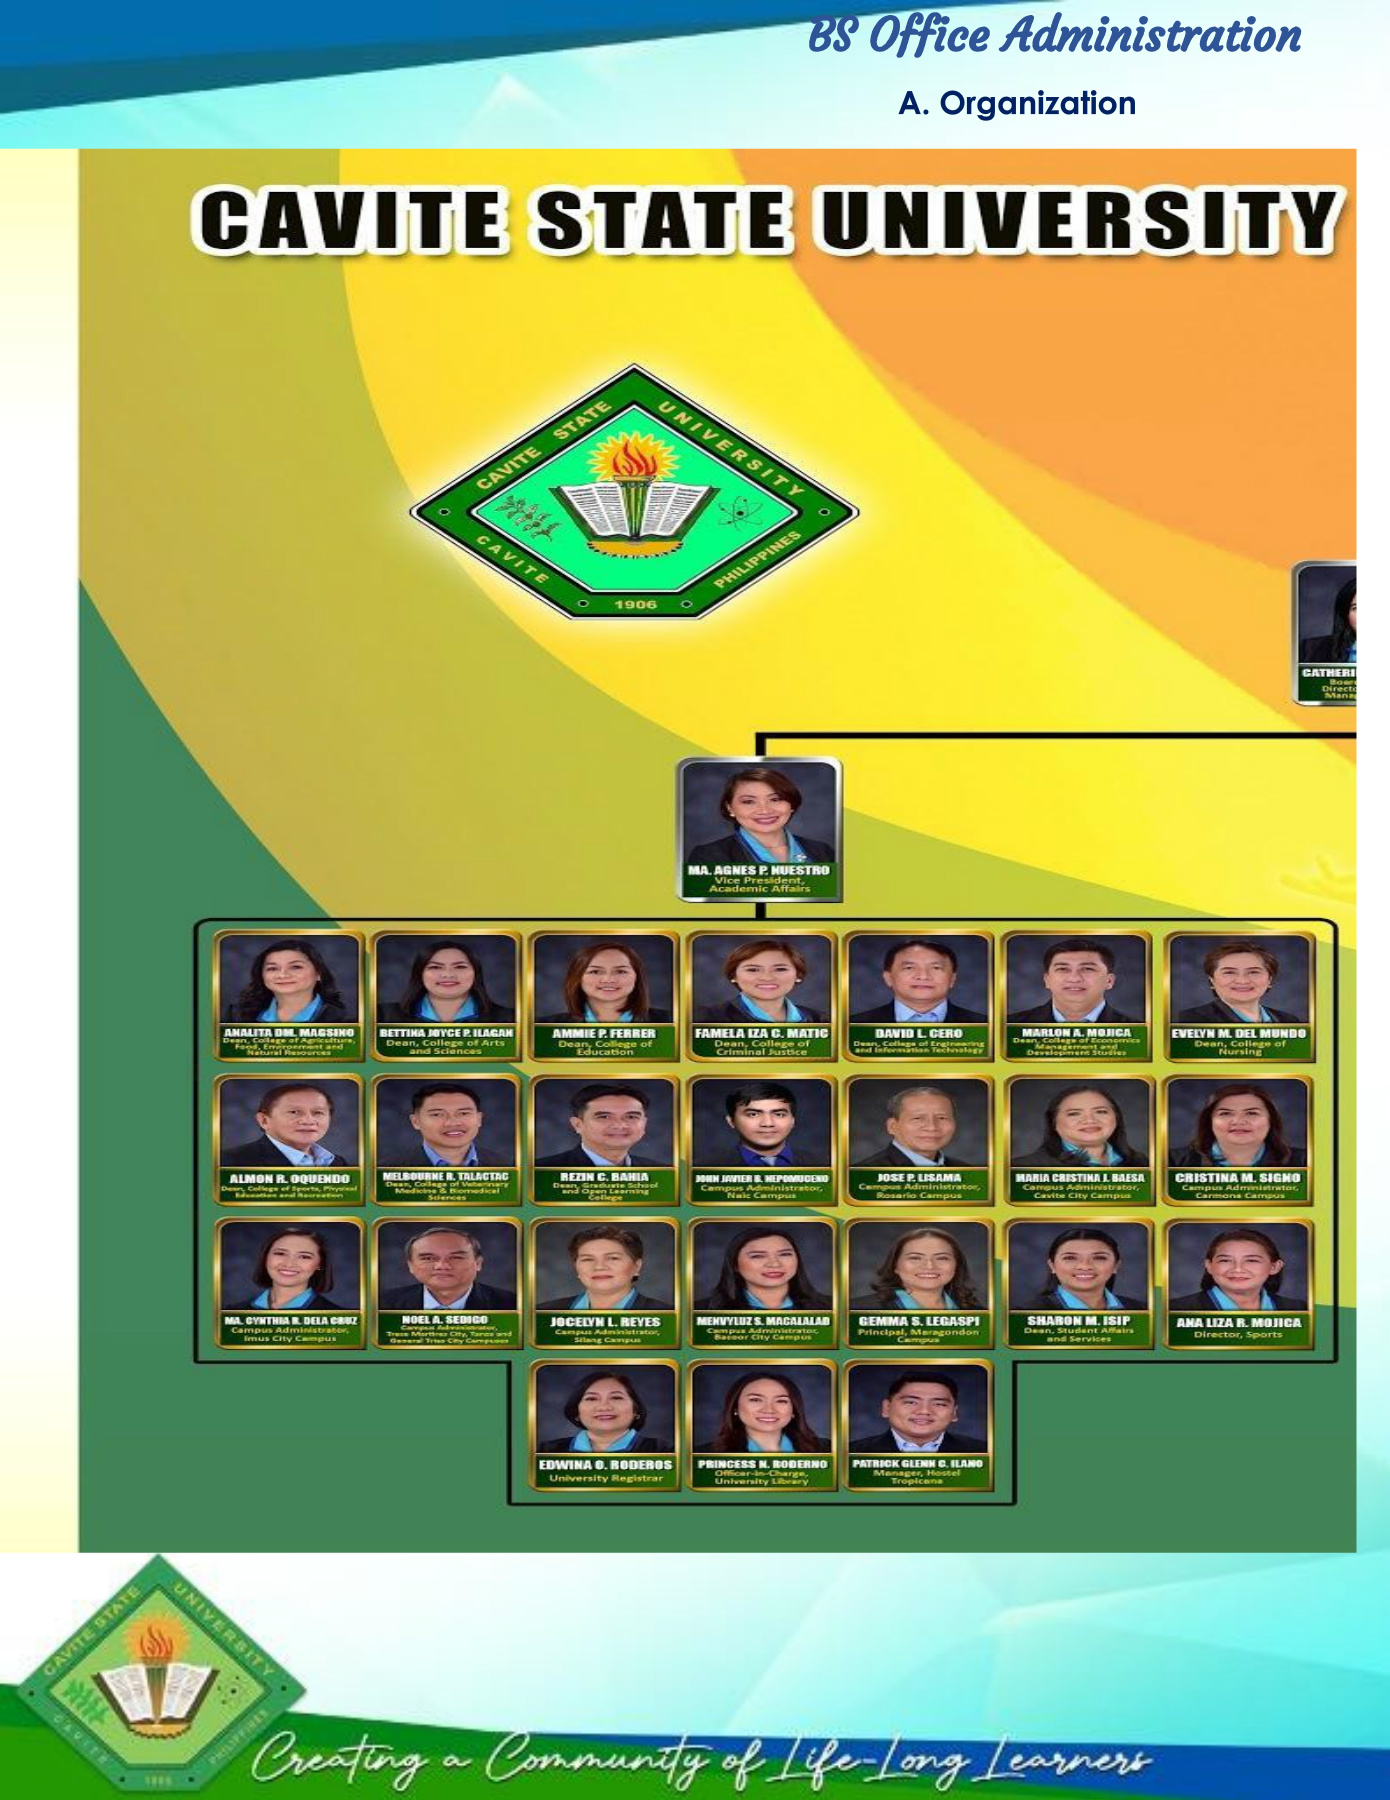 BS Office Administration
A. Organization
CAVITE STATE UNIVERSITY
CAVITE STATE UNIVERSITY
CAVITE PHILIPPINES
1906
CATHERI
Board
Directo
Manag
MA. AGNES P. NUESTRO
Vice President,
Academic Affairs
ANALITA DM. MAGSINO
Dean, College of Agriculture,
Food, Environment and
Natural Resources
BETTINA JOYCE P. ILAGAN
Dean, College of Arts
and Sciences
AMMIE P. FERRER
Dean, College of
Education
FAMELA IZA C. MATIC
Dean, College of
Criminal Justice
DAVID L. CERO
Dean, College of Engineering
and Information Technology
MARLON A. MOJICA
Dean, College of Economics
Management and
Development Studies
EVELYN M. DEL MUNDO
Dean, College of
Nursing
ALMON R. OQUENDO
Dean, College of Sports, Physical
Education and Recreation
MELBOURNE R. TALACTAC
Dean, College of Veterinary
Medicine & Biomedical
Sciences
REZIN C. BAHIA
Dean, Graduate School
and Open Learning
College
JOHN JAVIER B. NEPOMUCENO
Campus Administrator,
Naic Campus
JOSE P. LISAMA
Campus Administrator,
Rosario Campus
MARIA CRISTINA J. BAESA
Campus Administrator,
Cavite City Campus
CRISTINA M. SIGNO
Campus Administrator,
Carmona Campus
MA. CYNTHIA R. DELA CRUZ
Campus Administrator,
Imus City Campus
NOEL A. SEDIGO
Campus Administrator,
Trece Martires City, Tanza and
General Trias City Campuses
JOCELYN L. REYES
Campus Administrator,
Silang Campus
MENVYLUZ S. MACALALAD
Campus Administrator,
Bacoor City Campus
GEMMA S. LEGASPI
Principal, Maragondon
Campus
SHARON M. ISIP
Dean, Student Affairs
and Services
ANA LIZA R. MOJICA
Director, Sports
EDWINA O. RODEROS
University Registrar
PRINCESS N. RODERNO
Officer-in-Charge,
University Library
PATRICK GLENN C. ILANO
Manager, Hostel
Tropicana
CAVITE STATE UNIVERSITY
CAVITE PHILIPPINES
1906
Creating a Community of Life-Long Learners